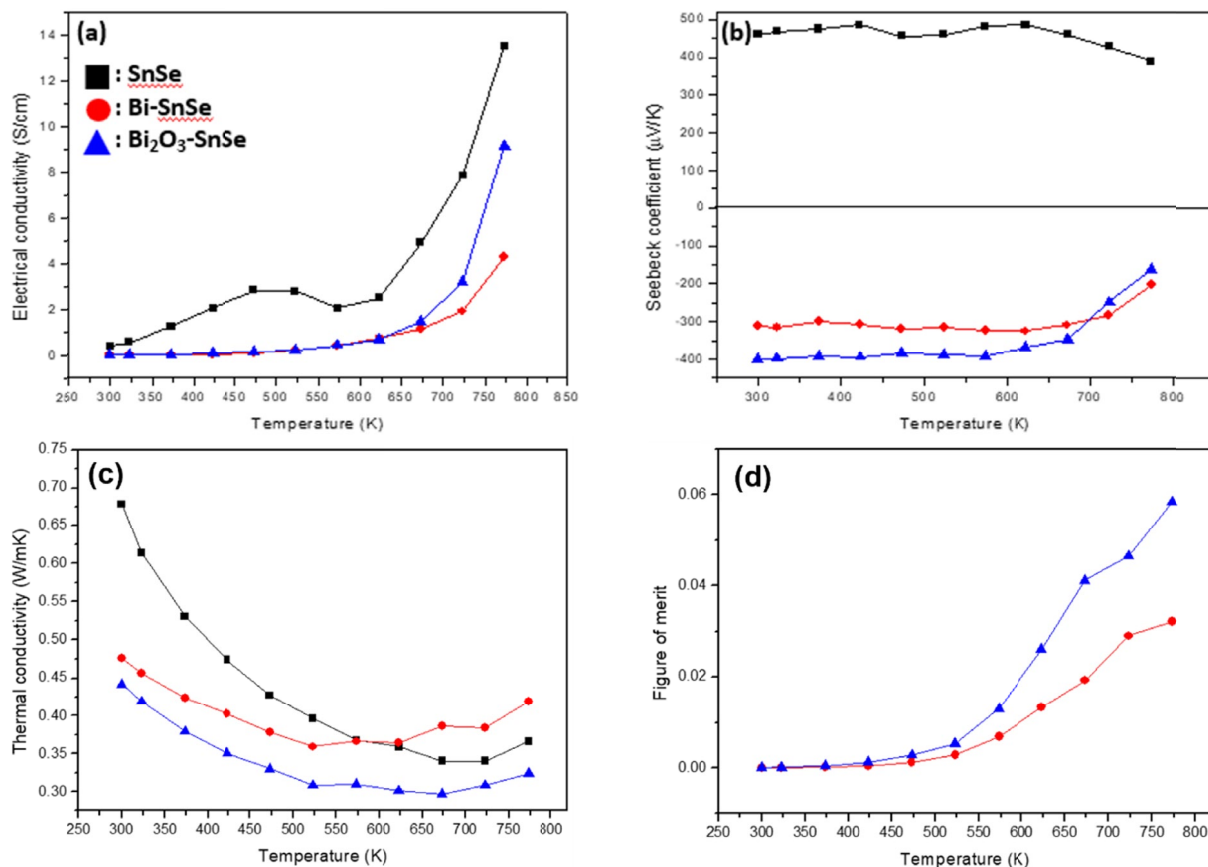 (a)
: SnSe
: Bi-SnSe
: Bi₂O₃-SnSe
Electrical conductivity (S/cm)
14
12
10
8
6
4
2
0
250 300 350 400 450 500 550 600 650 700 750 800 850
Temperature (K)
(b)
Seebeck coefficient (μV/K)
500
400
300
200
100
0
-100
-200
-300
-400
300 400 500 600 700 800
Temperature (K)
(c)
Thermal conductivity (W/mK)
0.75
0.70
0.65
0.60
0.55
0.50
0.45
0.40
0.35
0.30
250 300 350 400 450 500 550 600 650 700 750 800
Temperature (K)
(d)
Figure of merit
0.06
0.04
0.02
0.00
250 300 350 400 450 500 550 600 650 700 750 800
Temperature (K)